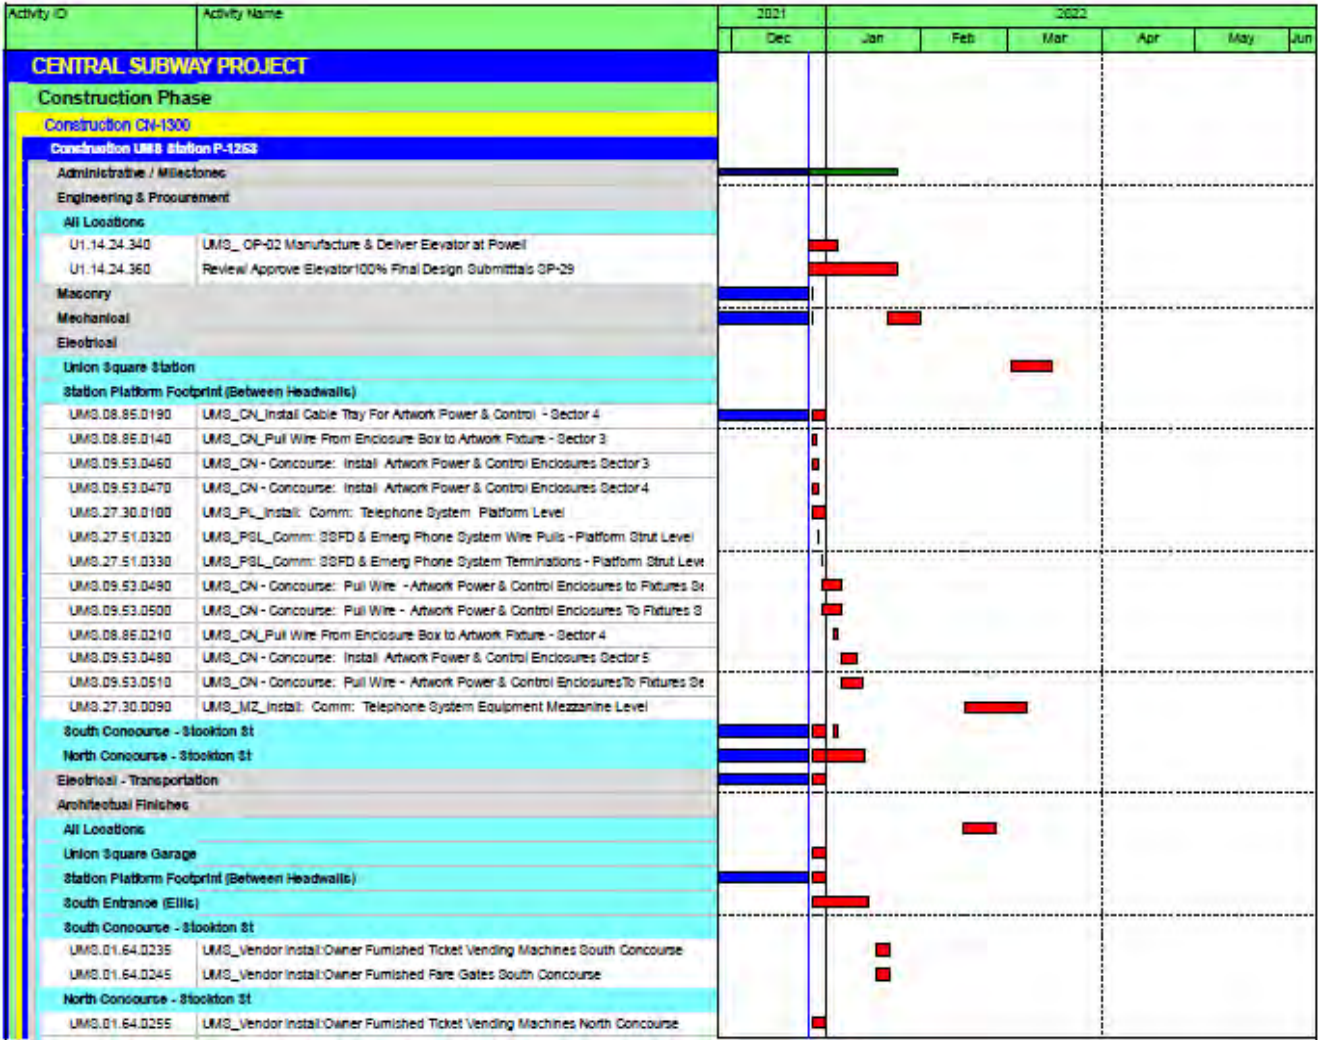 Activity ID Activity Name 2021 2022
Dec Jan Feb Mar Apr May Jun
CENTRAL SUBWAY PROJECT
Construction Phase
Construction CN-1300
Construction UMS Station P-1253
Administrative / Milestones
Engineering & Procurement
All Locations
U1.14.24.340 UMS_ OP-02 Manufacture & Deliver Elevator at Powell
U1.14.24.360 Review/ Approve Elevator100% Final Design Submitttals SP-29
Masonry
Mechanical
Electrical
Union Square Station
Station Platform Footprint (Between Headwalls)
UMS.08.85.0190 UMS_CN_Install Cable Tray For Artwork Power & Control - Sector 4
UMS.08.85.0140 UMS_CN_Pull Wire From Enclosure Box to Artwork Fixture - Sector 3
UMS.09.53.0460 UMS_CN - Concourse: Install Artwork Power & Control Enclosures Sector 3
UMS.09.53.0470 UMS_CN - Concourse: Install Artwork Power & Control Enclosures Sector 4
UMS.27.30.0100 UMS_PL_Install: Comm: Telephone System Platform Level
UMS.27.51.0320 UMS_PSL_Comm: SSFD & Emerg Phone System Wire Pulls - Platform Strut Level
UMS.27.51.0330 UMS_PSL_Comm: SSFD & Emerg Phone System Terminations - Platform Strut Leve
UMS.09.53.0490 UMS_CN - Concourse: Pull Wire - Artwork Power & Control Enclosures to Fixtures Se
UMS.09.53.0500 UMS_CN - Concourse: Pull Wire - Artwork Power & Control Enclosures To Fixtures S
UMS.08.85.0210 UMS_CN_Pull Wire From Enclosure Box to Artwork Fixture - Sector 4
UMS.09.53.0480 UMS_CN - Concourse: Install Artwork Power & Control Enclosures Sector 5
UMS.09.53.0510 UMS_CN - Concourse: Pull Wire - Artwork Power & Control EnclosuresTo Fixtures Se
UMS.27.30.0090 UMS_MZ_Install: Comm: Telephone System Equipment Mezzanine Level
South Concourse - Stockton St
North Concourse - Stockton St
Electrical - Transportation
Architectual Finishes
All Locations
Union Square Garage
Station Platform Footprint (Between Headwalls)
South Entrance (Ellis)
South Concourse - Stockton St
UMS.01.64.0235 UMS_Vendor Install:Owner Furnished Ticket Vending Machines South Concourse
UMS.01.64.0245 UMS_Vendor Install:Owner Furnished Fare Gates South Concourse
North Concourse - Stockton St
UMS.01.64.0255 UMS_Vendor Install:Owner Furnished Ticket Vending Machines North Concourse